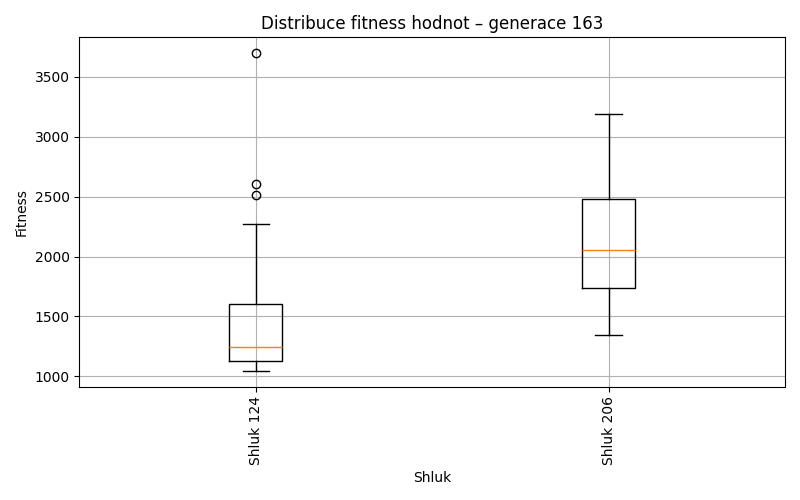 Distribuce fitness hodnot – generace 163
3500
3000
2500
2000
1500
1000
Fitness
Shluk 124
Shluk 206
Shluk